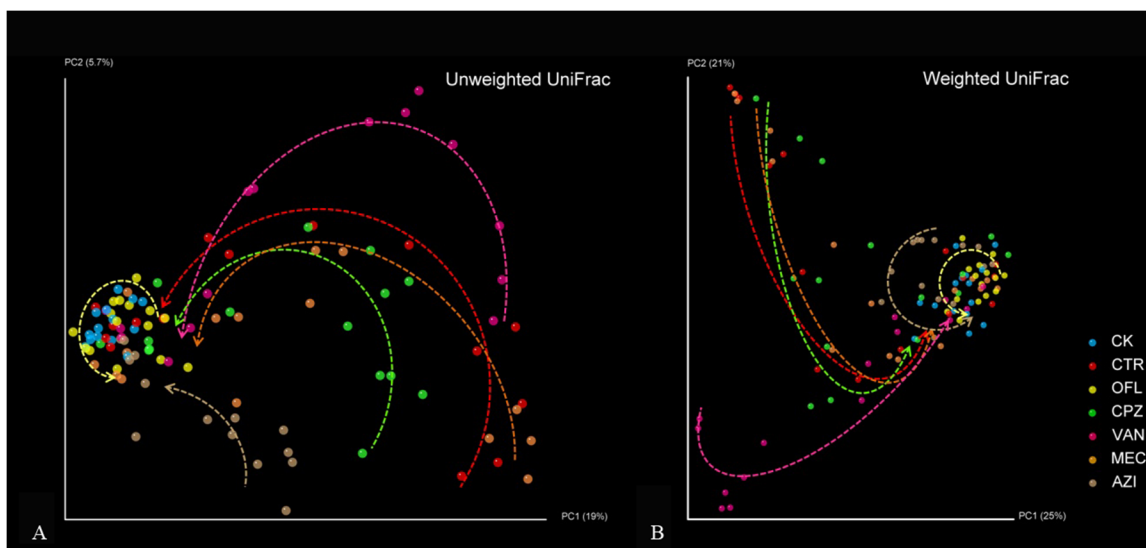 PC2 (5.7%)
Unweighted UniFrac
PC1 (19%)
A
PC2 (21%)
Weighted UniFrac
CK
CTR
OFL
CPZ
VAN
MEC
AZI
PC1 (25%)
B